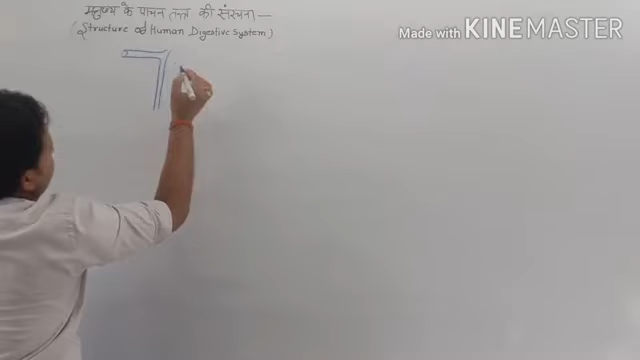 मनुष्य के पाचन तन्त्र की संरचना —
(Structure of Human Digestive System)
Made with KINEMASTER